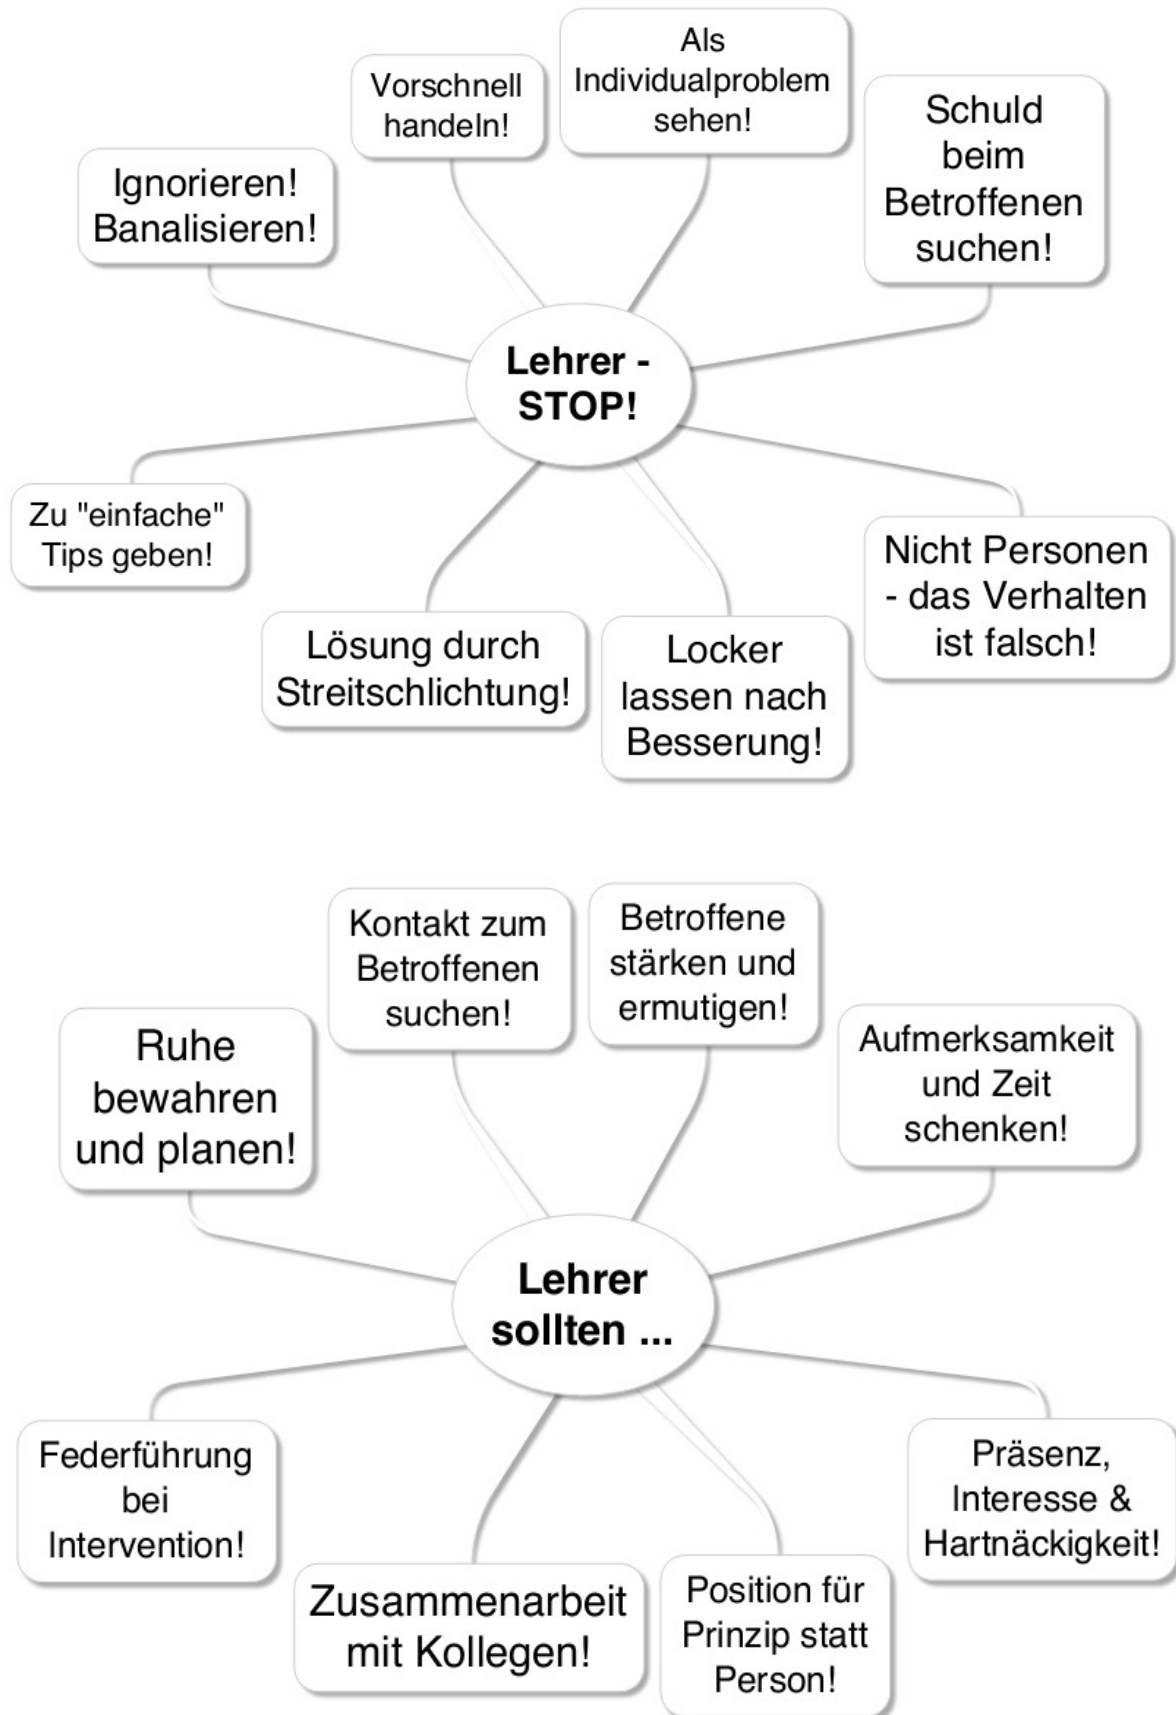 Als
Individualproblem
sehen!
Vorschnell
handeln!
Schuld
beim
Betroffenen
suchen!
Ignorieren!
Banalisieren!
Lehrer -
STOP!
Zu "einfache"
Tips geben!
Nicht Personen
- das Verhalten
ist falsch!
Lösung durch
Streitschlichtung!
Locker
lassen nach
Besserung!
Kontakt zum
Betroffenen
suchen!
Betroffene
stärken und
ermutigen!
Ruhe
bewahren
und planen!
Aufmerksamkeit
und Zeit
schenken!
Lehrer
sollten ...
Federführung
bei
Intervention!
Präsenz,
Interesse &
Hartnäckigkeit!
Zusammenarbeit
mit Kollegen!
Position für
Prinzip statt
Person!